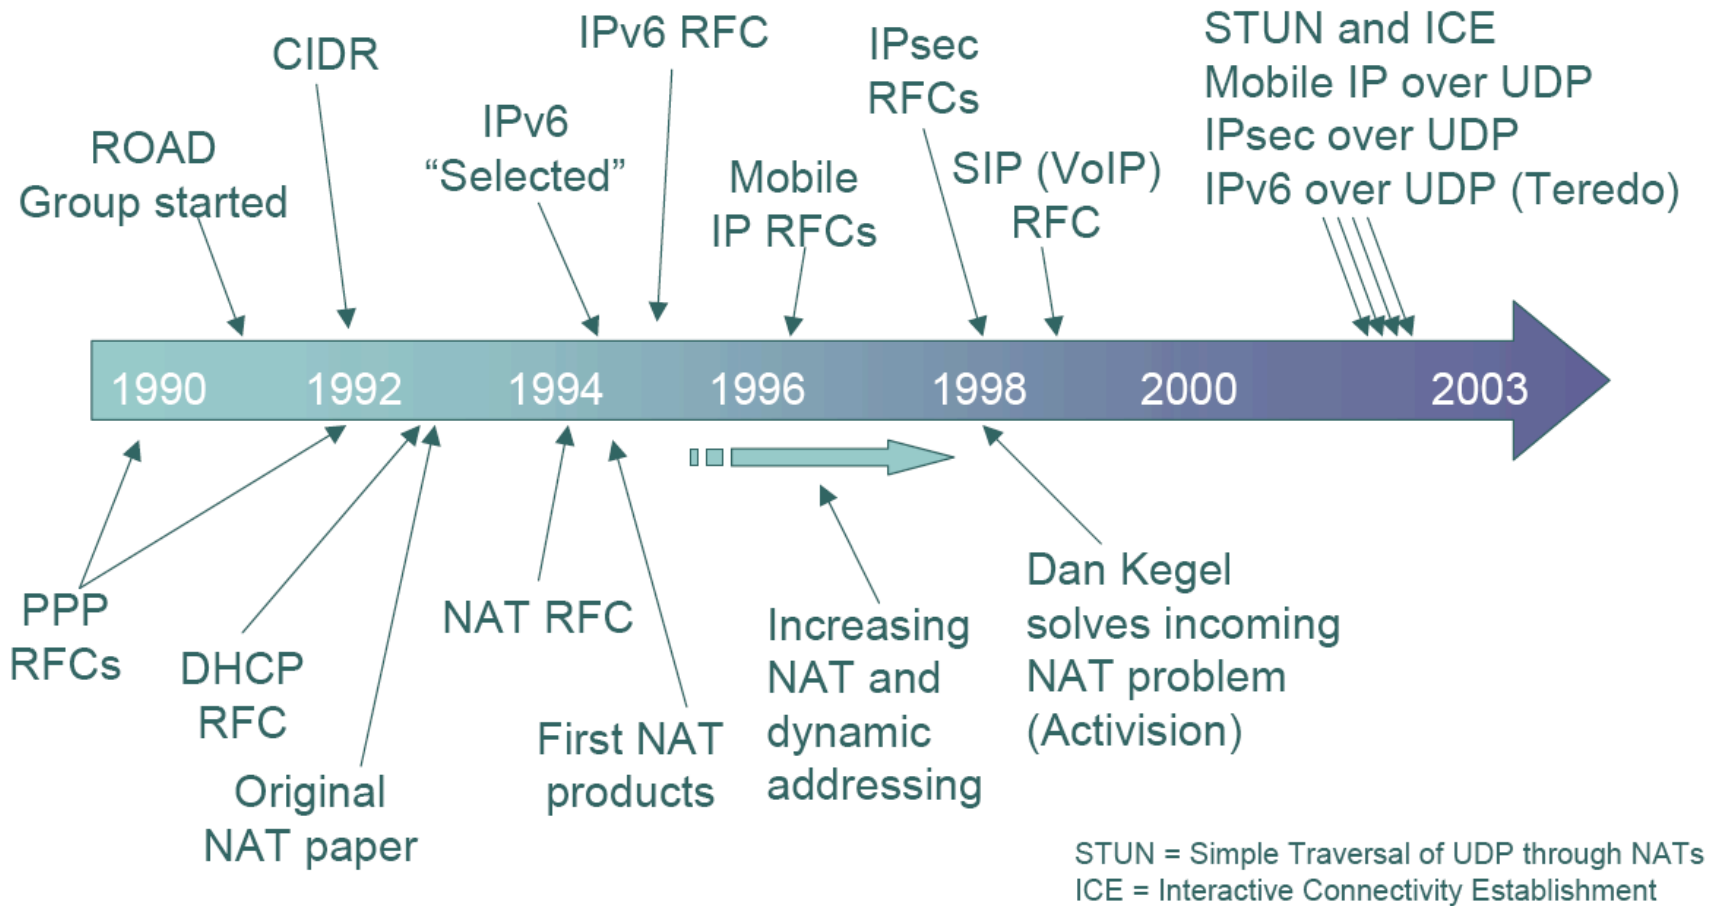 CIDR
IPv6 RFC
IPsec
RFCs
STUN and ICE
Mobile IP over UDP
IPsec over UDP
IPv6 over UDP (Teredo)
ROAD
Group started
IPv6
“Selected”
Mobile
IP RFCs
SIP (VoIP)
RFC
1990 1992 1994 1996 1998 2000 2003
PPP
RFCs
DHCP
RFC
Original
NAT paper
NAT RFC
First NAT
products
Increasing
NAT and
dynamic
addressing
Dan Kegel
solves incoming
NAT problem
(Activision)
STUN = Simple Traversal of UDP through NATs
ICE = Interactive Connectivity Establishment